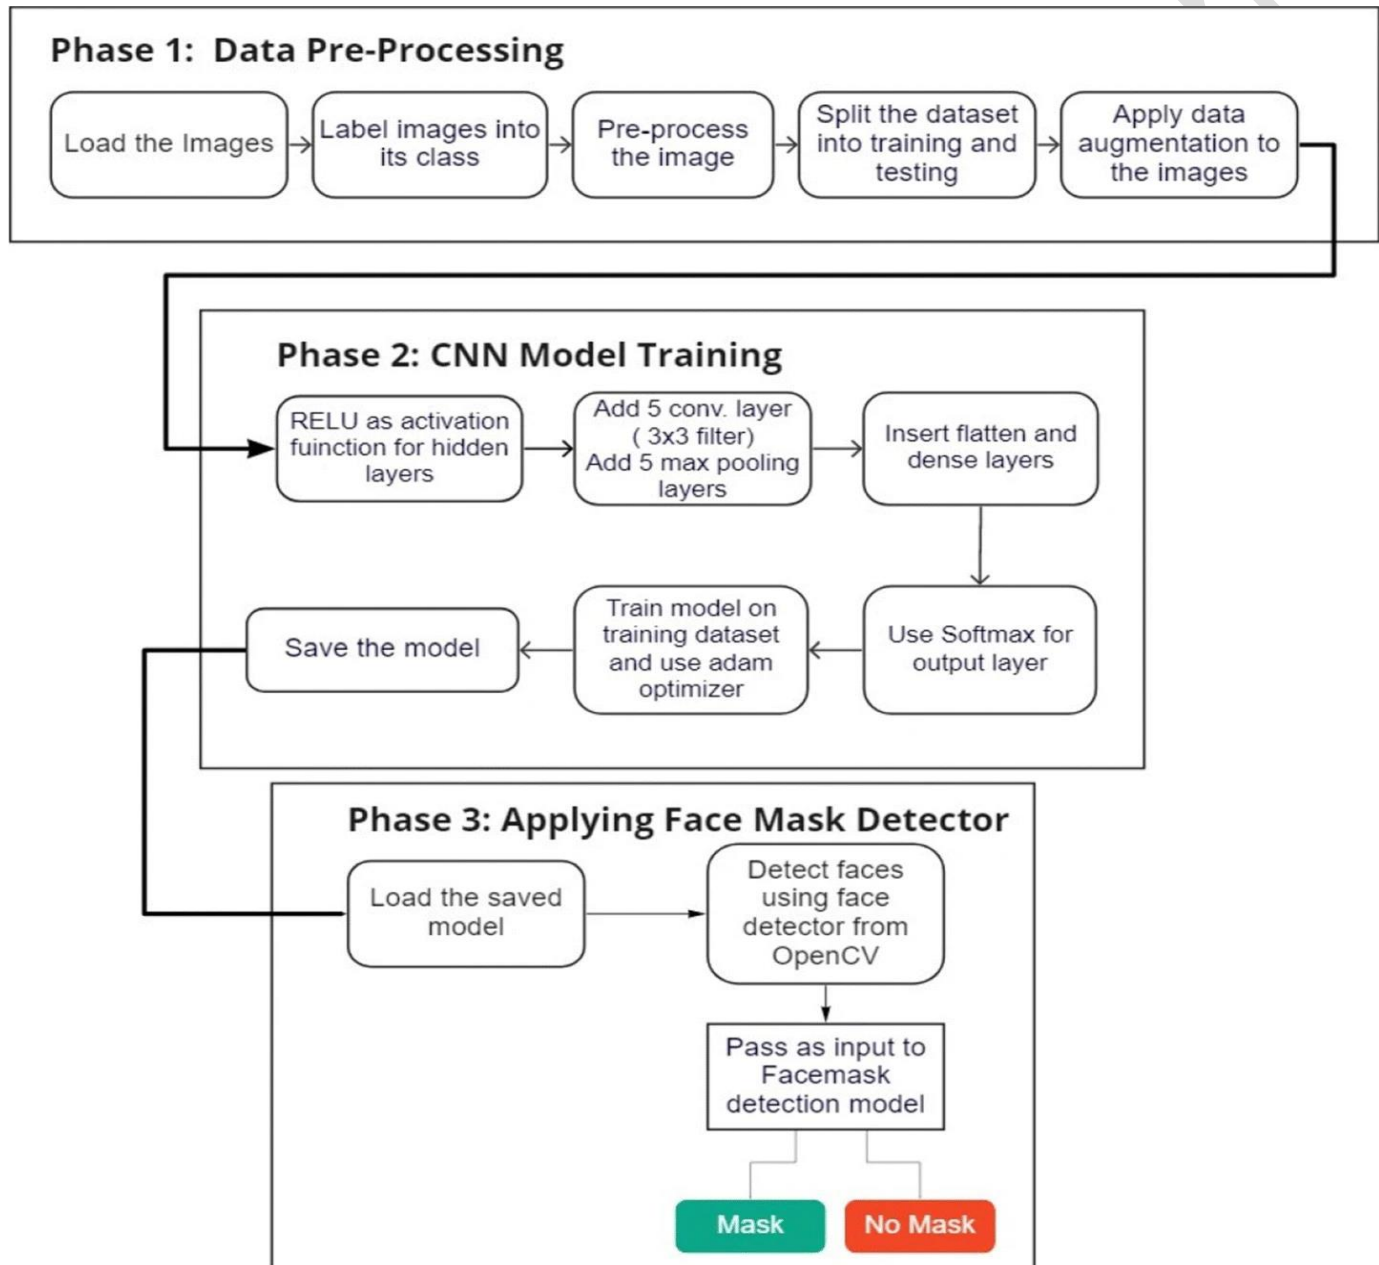 Phase 1:  Data Pre-Processing
Load the Images
Label images into
its class
Pre-process
the image
Split the dataset
into training and
testing
Apply data
augmentation to
the images
Phase 2: CNN Model Training
RELU as activation
fuinction for hidden
layers
Add 5 conv. layer
( 3x3 filter)
Add 5 max pooling
layers
Insert flatten and
dense layers
Use Softmax for
output layer
Train model on
training dataset
and use adam
optimizer
Save the model
Phase 3: Applying Face Mask Detector
Load the saved
model
Detect faces
using face
detector from
OpenCV
Pass as input to
Facemask
detection model
Mask
No Mask